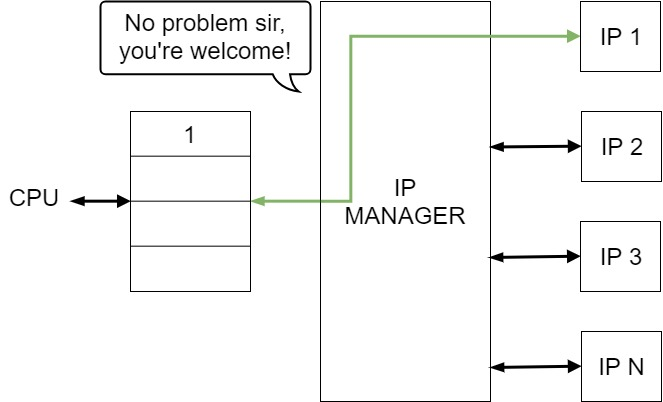 No problem sir,
you're welcome!
IP 1
1
IP 2
CPU
IP
MANAGER
IP 3
IP N